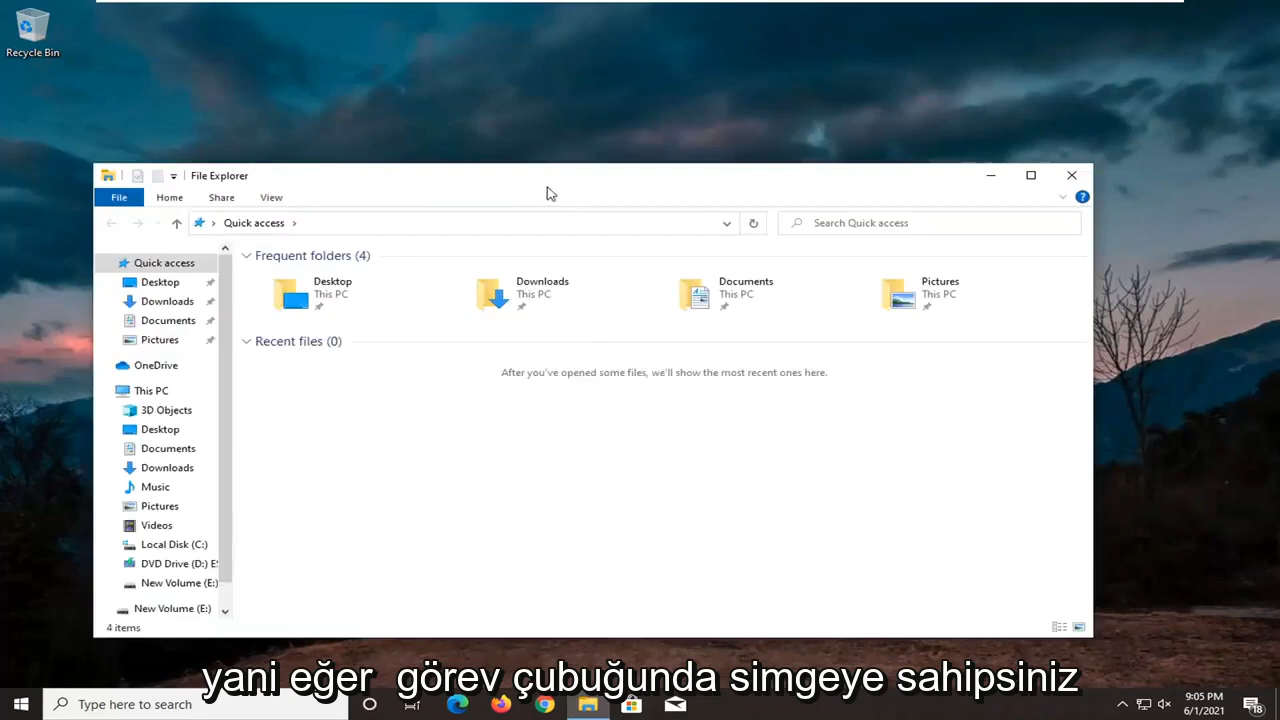 Recycle Bin
File Explorer
File Home Share View
Quick access
Search Quick access
Quick access
Desktop
Downloads
Documents
Pictures
OneDrive
This PC
3D Objects
Desktop
Documents
Downloads
Music
Pictures
Videos
Local Disk (C:)
DVD Drive (D:) ES
New Volume (E:)
New Volume (E:)
Frequent folders (4)
Desktop
This PC
Downloads
This PC
Documents
This PC
Pictures
This PC
Recent files (0)
After you've opened some files, we'll show the most recent ones here.
4 items
yani eğer görev çubuğunda simgeye sahipsiniz
Type here to search
9:05 PM
6/1/2021
18